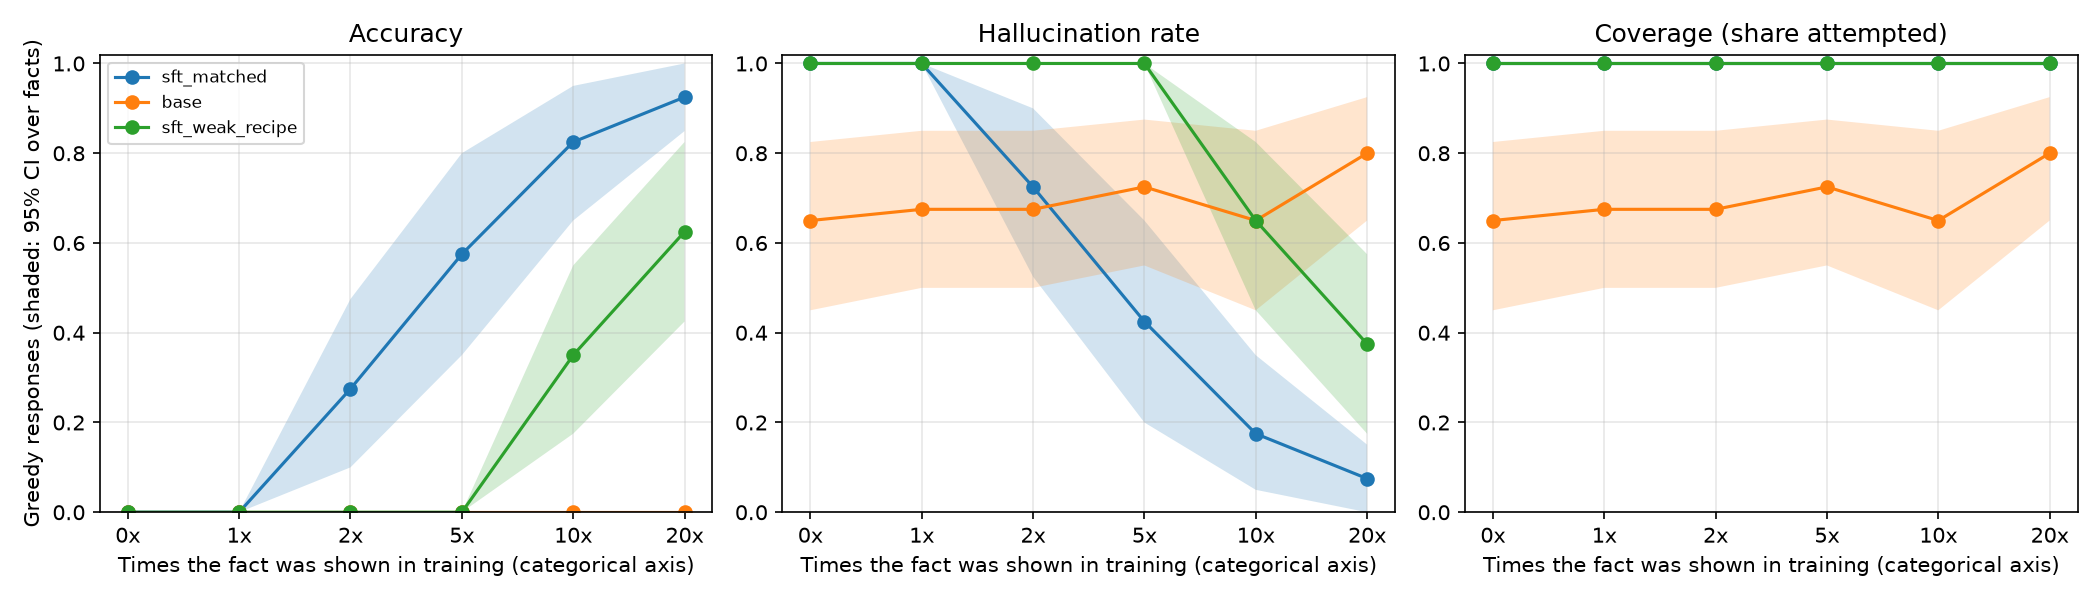 Accuracy
Greedy responses (shaded: 95% CI over facts)
1.0
0.8
0.6
0.4
0.2
0.0
sft_matched
base
sft_weak_recipe
0x 1x 2x 5x 10x 20x
Times the fact was shown in training (categorical axis)
Hallucination rate
1.0
0.8
0.6
0.4
0.2
0.0
0x 1x 2x 5x 10x 20x
Times the fact was shown in training (categorical axis)
Coverage (share attempted)
1.0
0.8
0.6
0.4
0.2
0.0
0x 1x 2x 5x 10x 20x
Times the fact was shown in training (categorical axis)